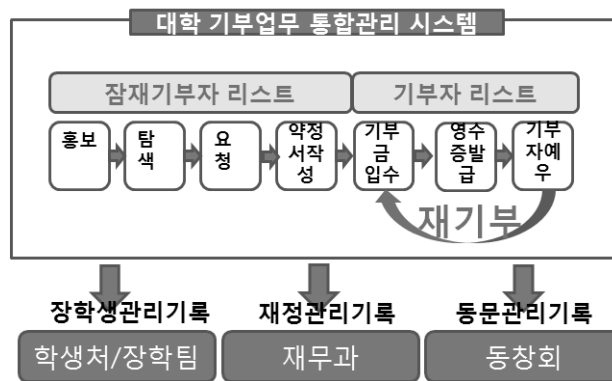 대학 기부업무 통합관리 시스템
잠재기부자 리스트
기부자 리스트
홍보
탐
색
요
청
약정
서작
성
기부
금
입수
영수
증발
급
기부
자예
우
재기부
장학생관리기록
재정관리기록
동문관리기록
학생처/장학팀
재무과
동창회